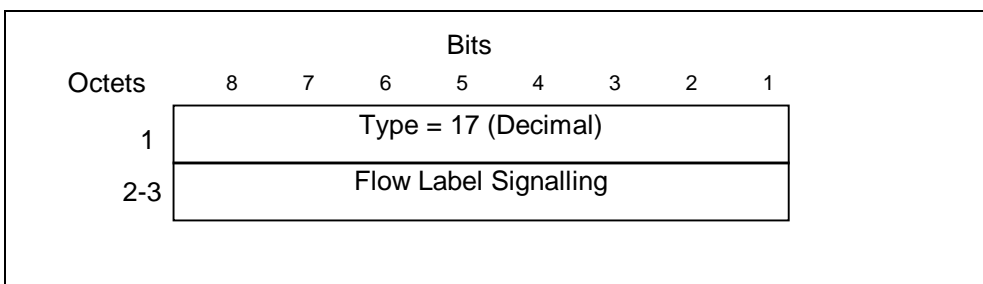 Bits
Octets 8 7 6 5 4 3 2 1
1 Type = 17 (Decimal)
2-3 Flow Label Signalling